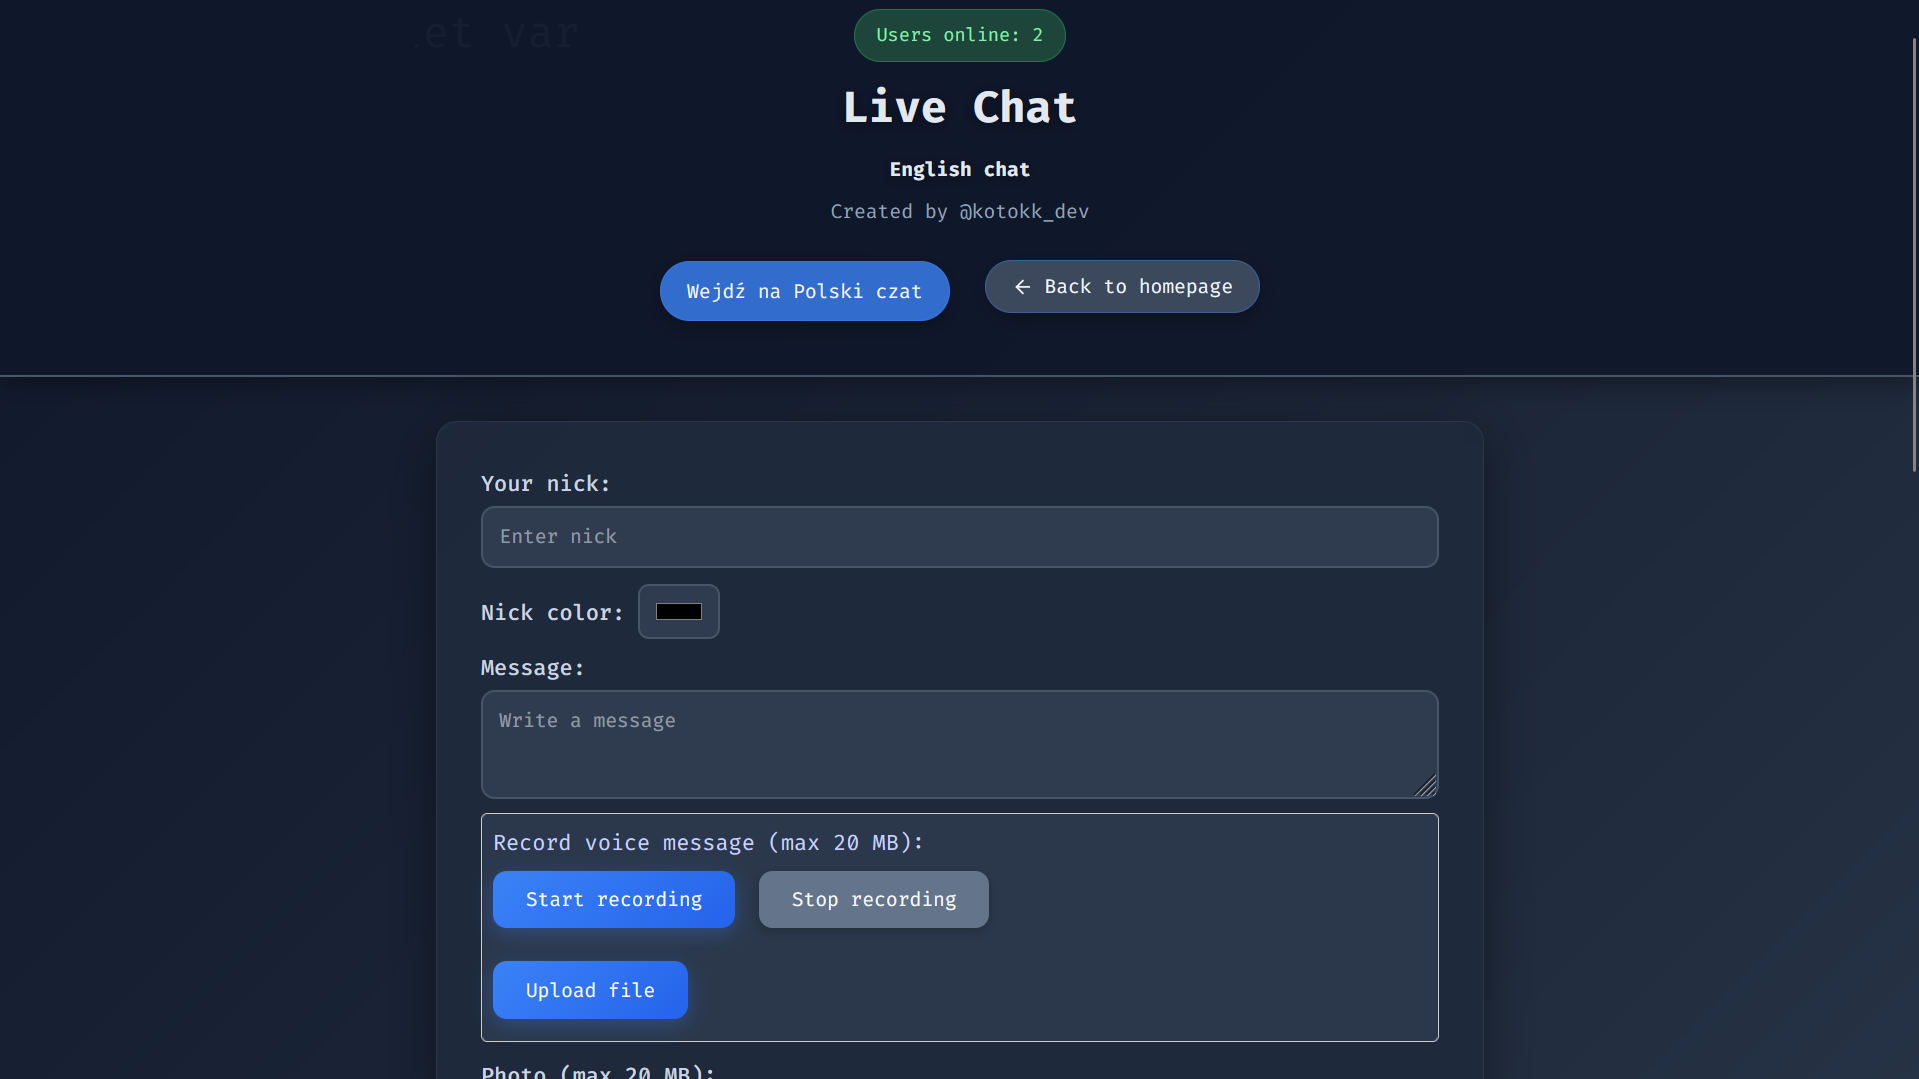 et var
Users online: 2
Live Chat
English chat
Created by @kotokk_dev
Wejdź na Polski czat
← Back to homepage
Your nick:
Enter nick
Nick color:
Message:
Write a message
Record voice message (max 20 MB):
Start recording
Stop recording
Upload file
Photo (max 20 MB):